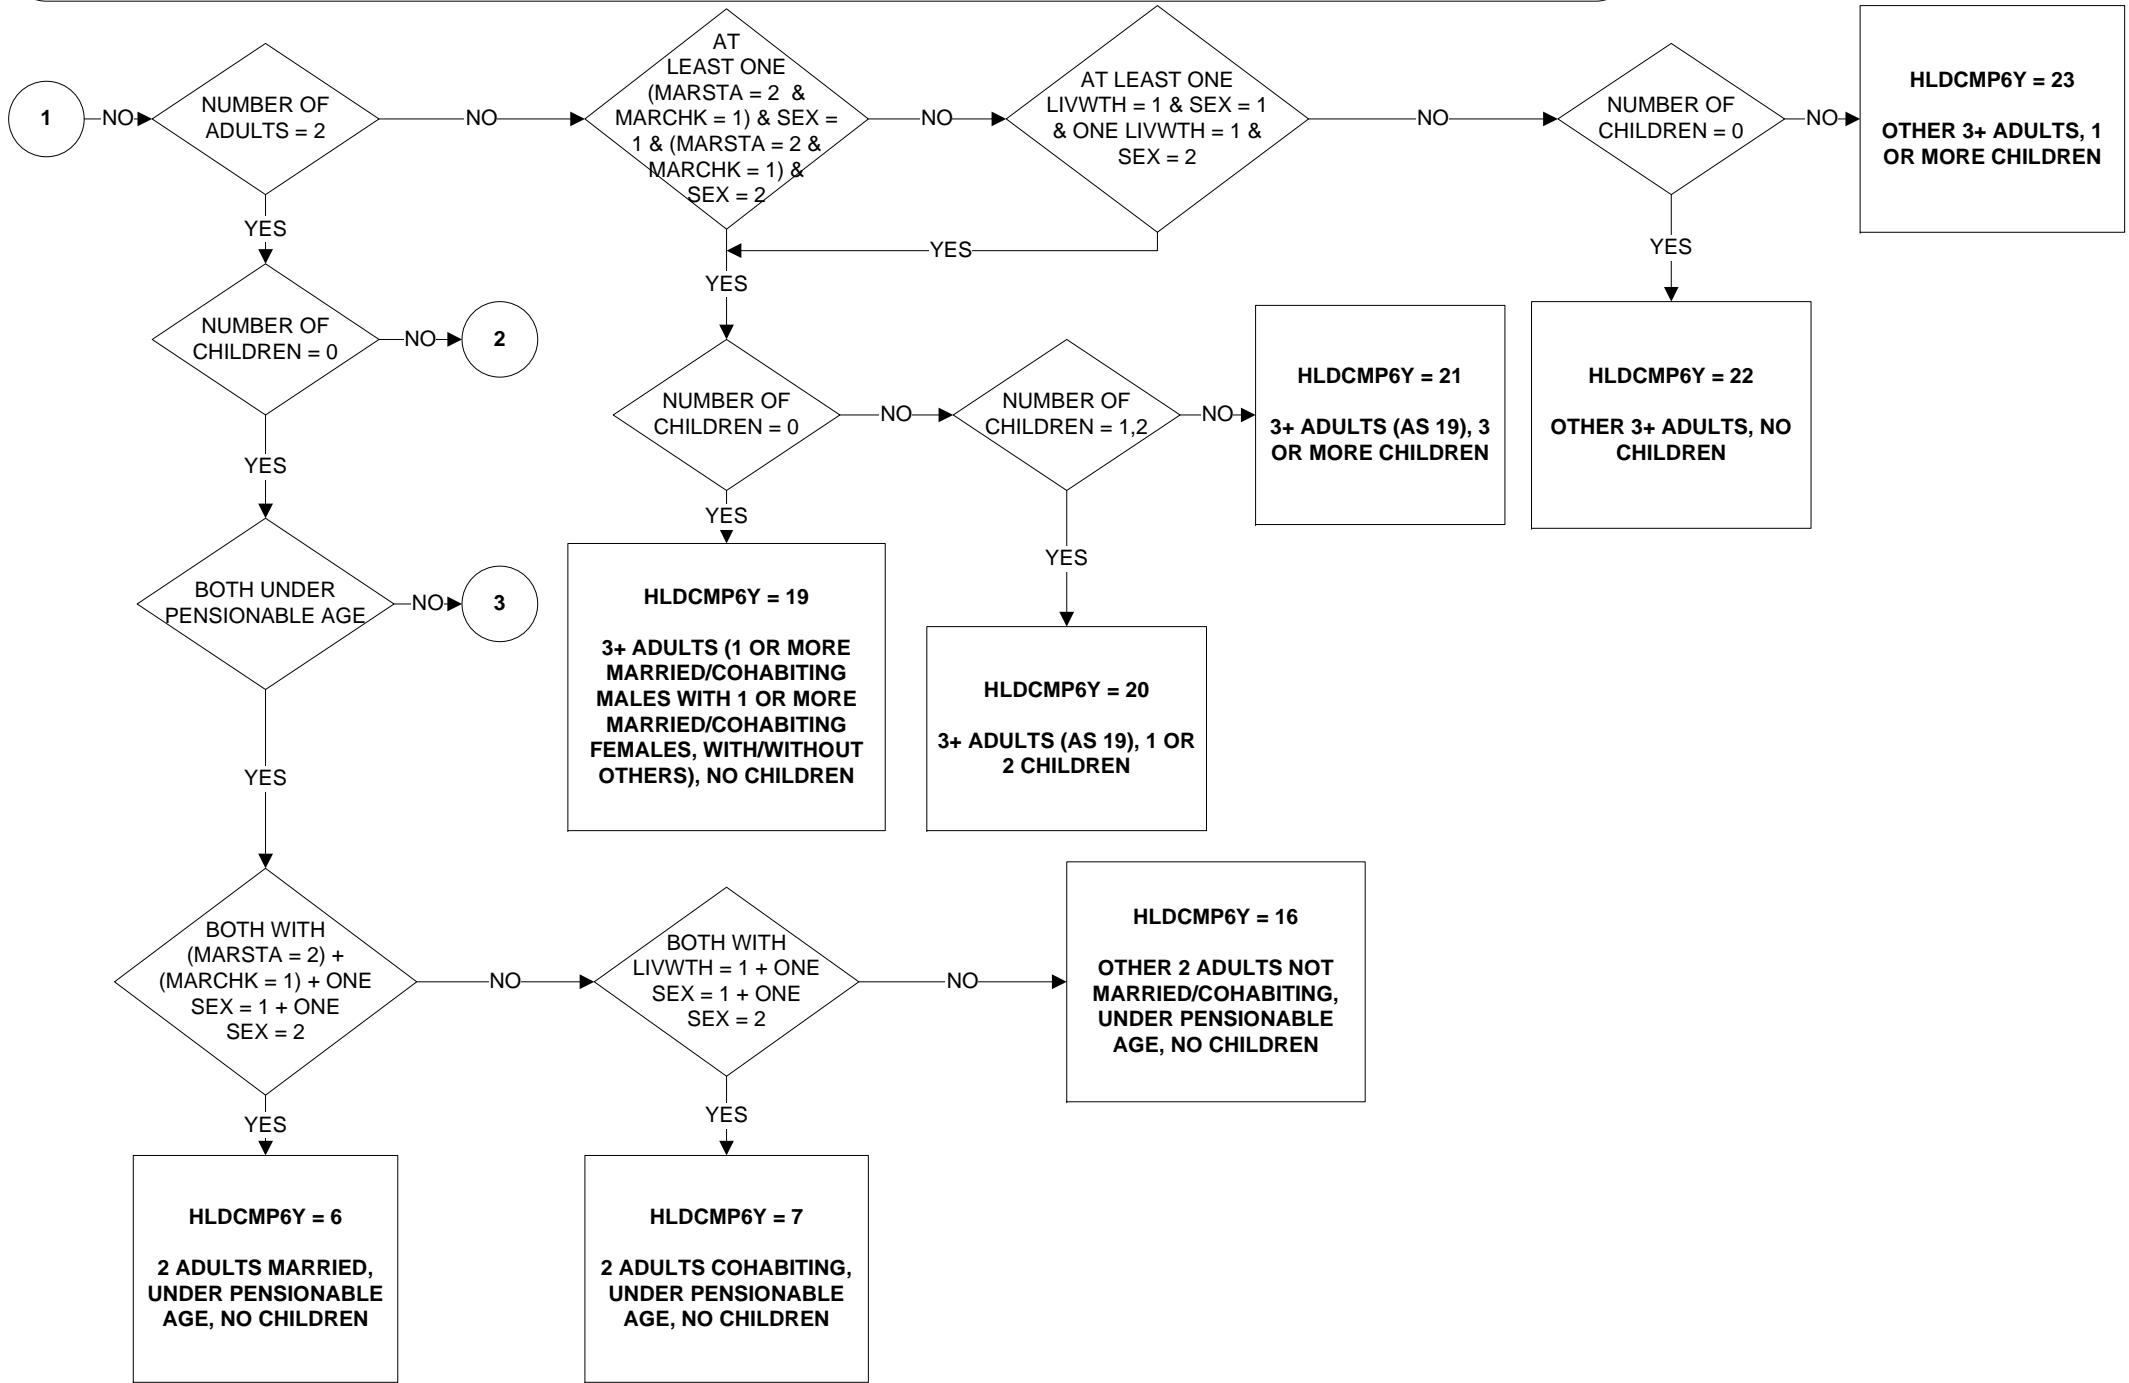 1
NO
NUMBER OF
ADULTS = 2
NO
AT
LEAST ONE
(MARSTA = 2 &
MARCHK = 1) & SEX =
1 & (MARSTA = 2 &
MARCHK = 1) &
SEX = 2
NO
AT LEAST ONE
LIVWTH = 1 & SEX = 1
& ONE LIVWTH = 1 &
SEX = 2
NO
NUMBER OF
CHILDREN = 0
NO
HLDCMP6Y = 23
OTHER 3+ ADULTS, 1
OR MORE CHILDREN
YES
YES
YES
YES
NUMBER OF
CHILDREN = 0
NO
2
NUMBER OF
CHILDREN = 0
NO
NUMBER OF
CHILDREN = 1,2
NO
HLDCMP6Y = 21
3+ ADULTS (AS 19), 3
OR MORE CHILDREN
HLDCMP6Y = 22
OTHER 3+ ADULTS, NO
CHILDREN
YES
YES
YES
BOTH UNDER
PENSIONABLE AGE
NO
3
HLDCMP6Y = 19
3+ ADULTS (1 OR MORE
MARRIED/COHABITING
MALES WITH 1 OR MORE
MARRIED/COHABITING
FEMALES, WITH/WITHOUT
OTHERS), NO CHILDREN
HLDCMP6Y = 20
3+ ADULTS (AS 19), 1 OR
2 CHILDREN
YES
BOTH WITH
(MARSTA = 2) +
(MARCHK = 1) + ONE
SEX = 1 + ONE
SEX = 2
NO
BOTH WITH
LIVWTH = 1 + ONE
SEX = 1 + ONE
SEX = 2
NO
HLDCMP6Y = 16
OTHER 2 ADULTS NOT
MARRIED/COHABITING,
UNDER PENSIONABLE
AGE, NO CHILDREN
YES
YES
HLDCMP6Y = 6
2 ADULTS MARRIED,
UNDER PENSIONABLE
AGE, NO CHILDREN
HLDCMP6Y = 7
2 ADULTS COHABITING,
UNDER PENSIONABLE
AGE, NO CHILDREN